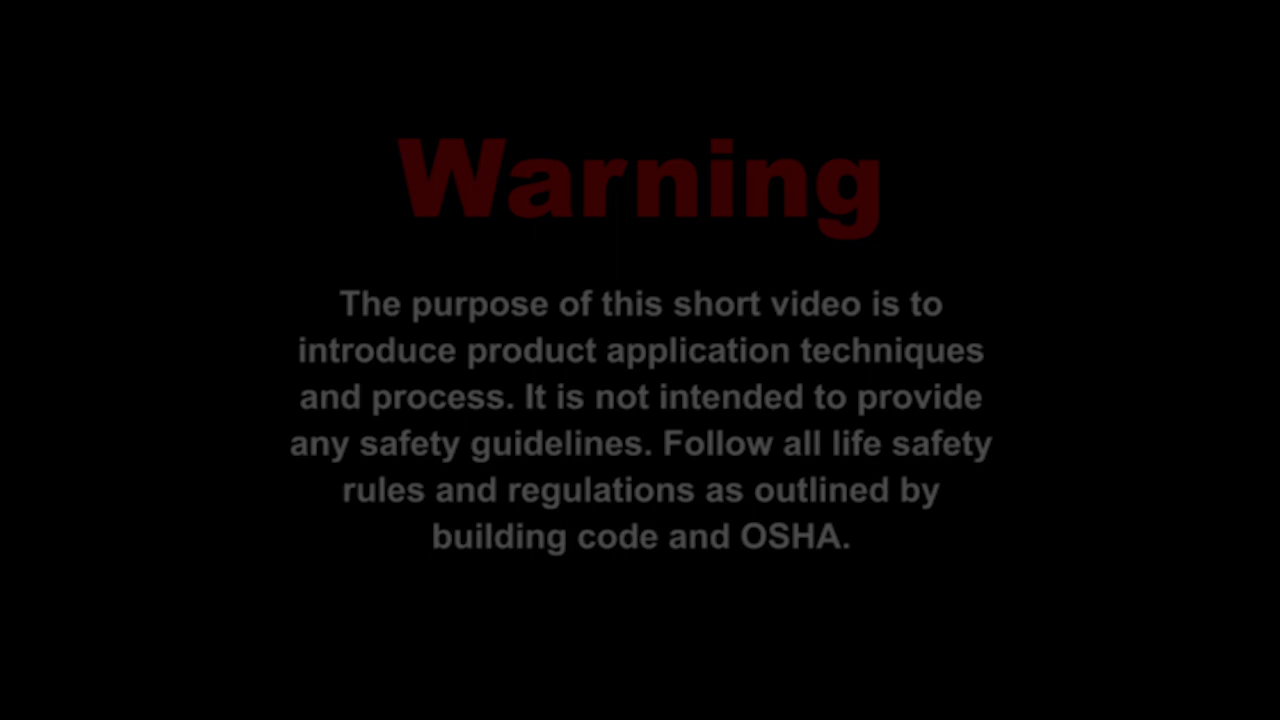 Warning
The purpose of this short video is to
introduce product application techniques
and process. It is not intended to provide
any safety guidelines. Follow all life safety
rules and regulations as outlined by
building code and OSHA.